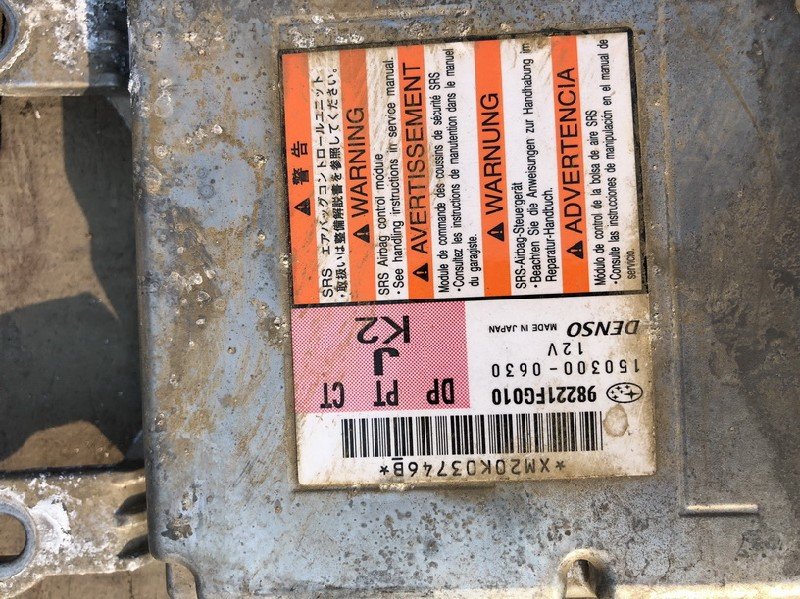 警告
SRS エアバッグコントロールユニット
・取扱いは整備解説書を参照してください。
WARNING
SRS Airbag control module
・See handling instructions in service manual.
AVERTISSEMENT
Module de commande des coussins de sécurité SRS
・Consultez les instructions de manutention dans le manuel
du garagiste.
WARNUNG
SRS-Airbag-Steuergerät
・Beachten Sie die Anweisungen zur Handhabung im
Reparatur-Handbuch.
ADVERTENCIA
Módulo de control de la bolsa de aire SRS
・Consulte las instrucciones de manipulación en el manual de
servicio.
*XM20KD3746B*
98221FG010
150300-0630
12V
DENSO MADE IN JAPAN
DP PT CT
J
K2